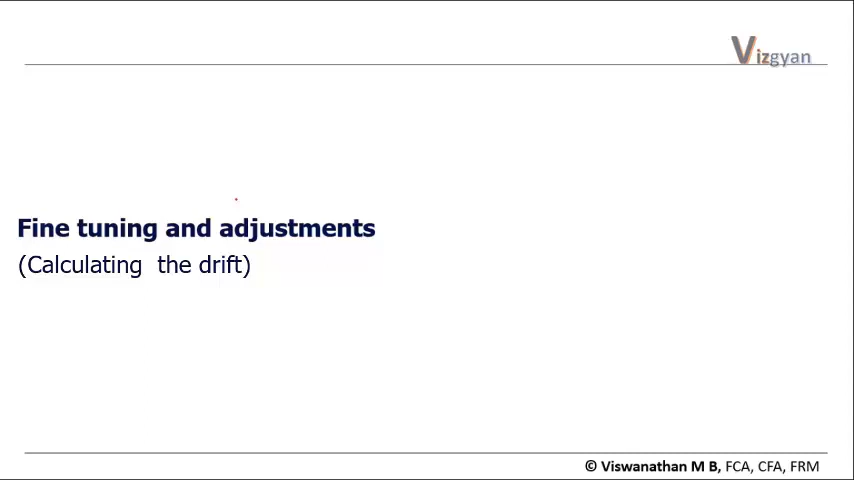 Vizgyan
Fine tuning and adjustments
(Calculating the drift)
© Viswanathan M B, FCA, CFA, FRM